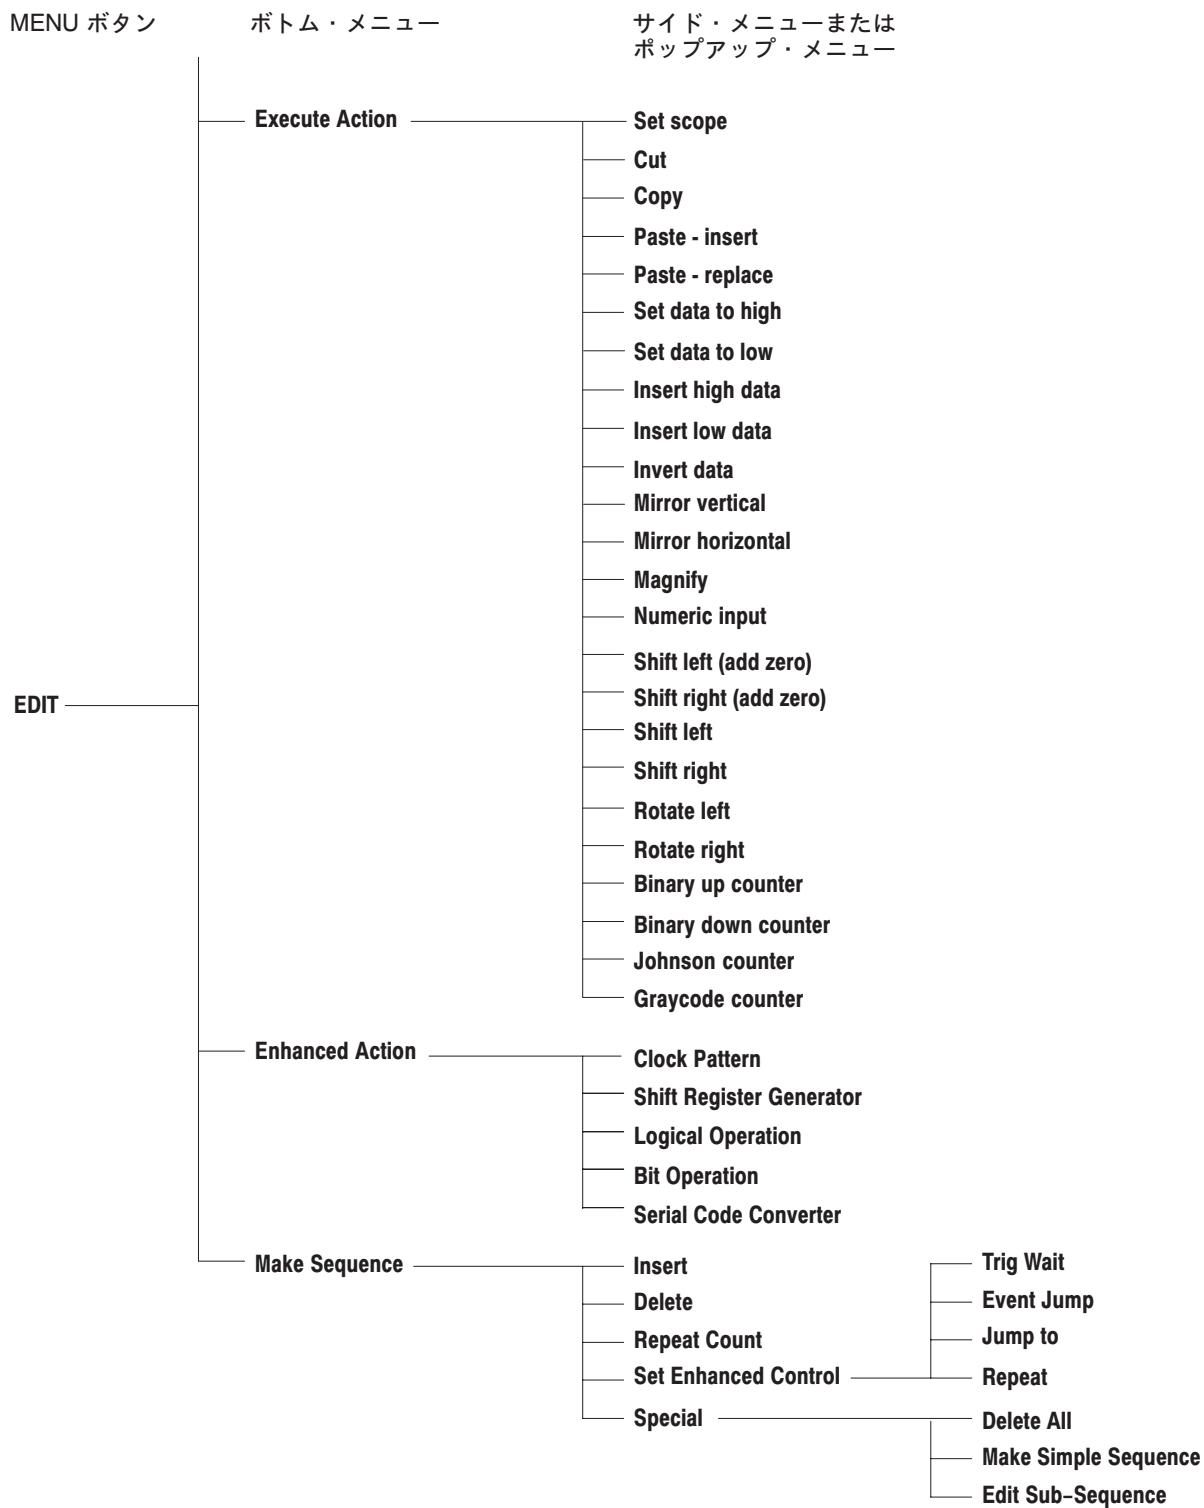 MENU ボタン
ボトム・メニュー
サイド・メニューまたは
ポップアップ・メニュー
Execute Action
Set scope
Cut
Copy
Paste - insert
Paste - replace
Set data to high
Set data to low
Insert high data
Insert low data
Invert data
Mirror vertical
Mirror horizontal
Magnify
Numeric input
Shift left (add zero)
Shift right (add zero)
EDIT
Shift left
Shift right
Rotate left
Rotate right
Binary up counter
Binary down counter
Johnson counter
Graycode counter
Enhanced Action
Clock Pattern
Shift Register Generator
Logical Operation
Bit Operation
Serial Code Converter
Make Sequence
Insert
Delete
Repeat Count
Set Enhanced Control
Trig Wait
Event Jump
Jump to
Repeat
Special
Delete All
Make Simple Sequence
Edit Sub-Sequence